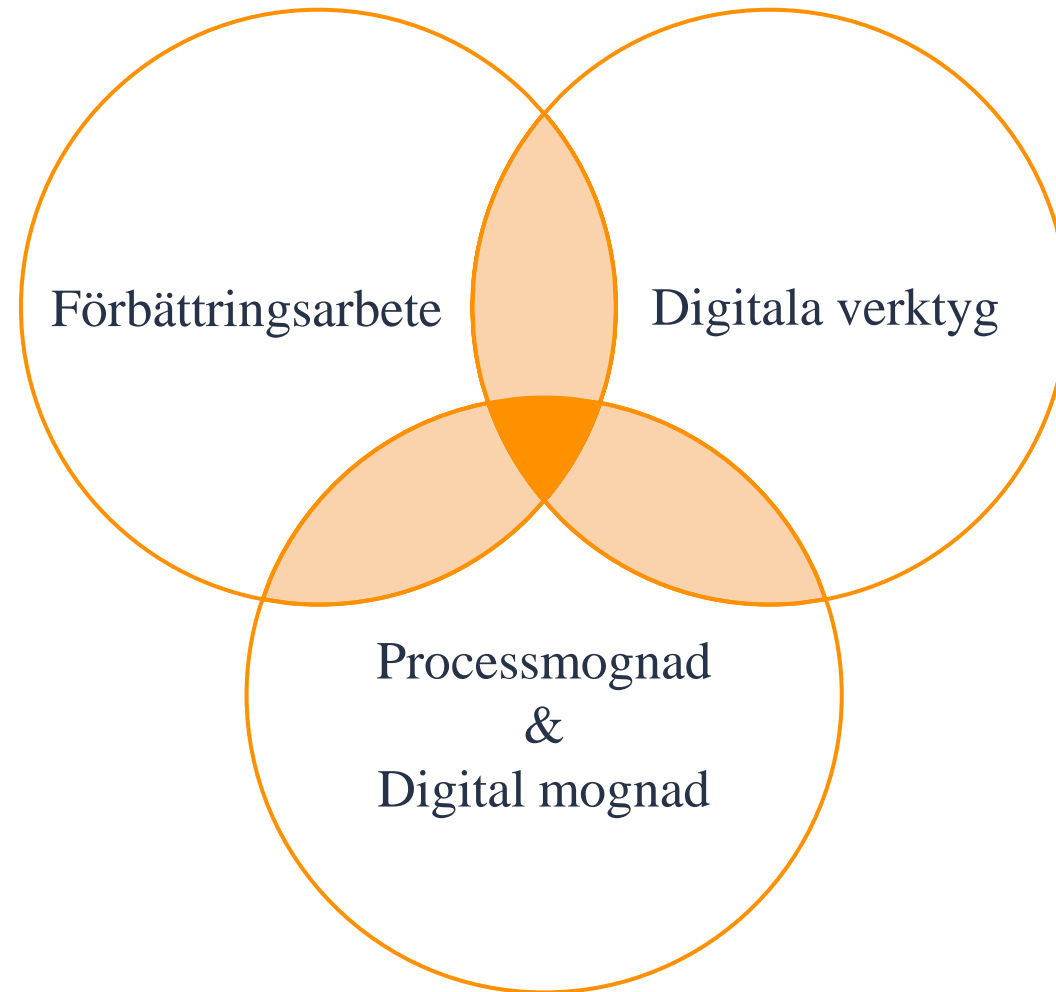 Förbättringsarbete
Digitala verktyg
Processmognad
&
Digital mognad